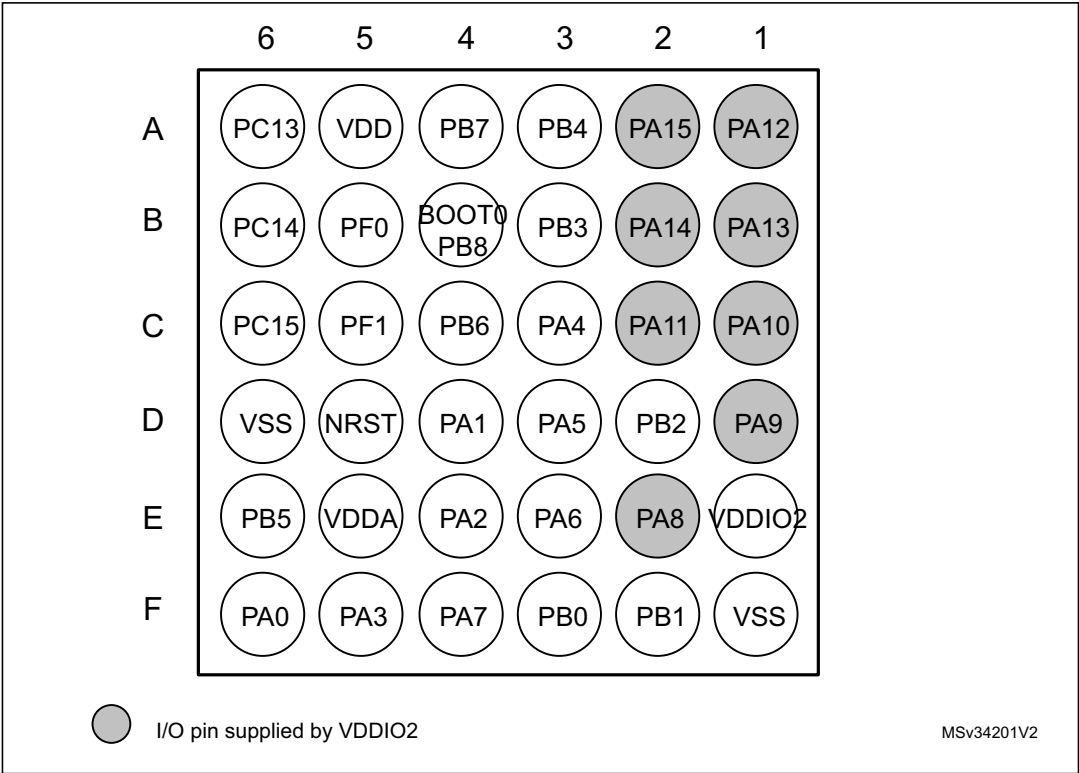 6 5 4 3 2 1
A PC13 VDD PB7 PB4 PA15 PA12
B PC14 PF0 BOOT0 PB8 PB3 PA14 PA13
C PC15 PF1 PB6 PA4 PA11 PA10
D VSS NRST PA1 PA5 PB2 PA9
E PB5 VDDA PA2 PA6 PA8 VDDIO2
F PA0 PA3 PA7 PB0 PB1 VSS
I/O pin supplied by VDDIO2
MSv34201V2